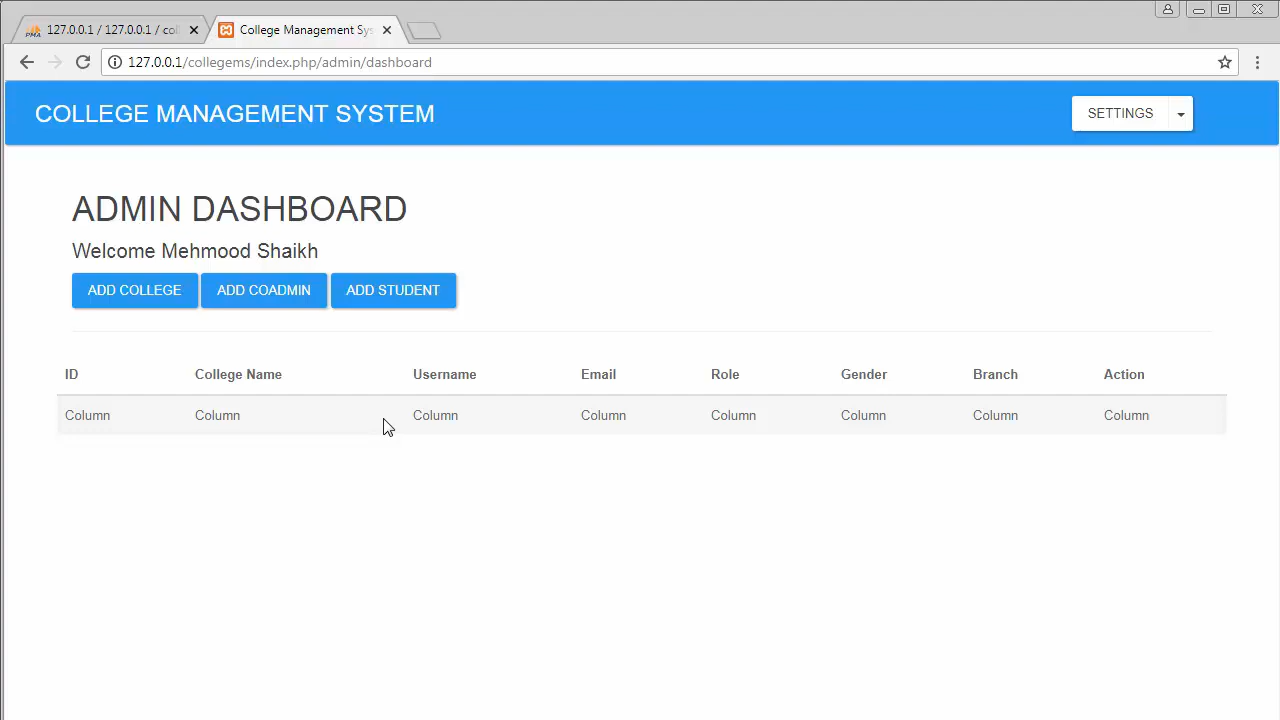 PMA 127.0.0.1 / 127.0.0.1 / col
College Management Sys
127.0.0.1/collegems/index.php/admin/dashboard
COLLEGE MANAGEMENT SYSTEM SETTINGS
ADMIN DASHBOARD
Welcome Mehmood Shaikh
ADD COLLEGE ADD COADMIN ADD STUDENT
ID College Name Username Email Role Gender Branch Action
Column Column Column Column Column Column Column Column